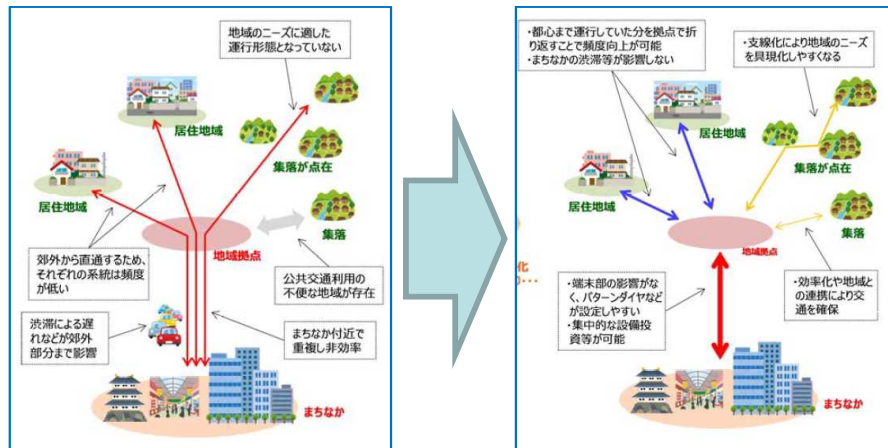 地域のニーズに適した
運行形態となっていない
居住地域
集落が点在
居住地域
集落
地域拠点
郊外から直通するため、
それぞれの系統は頻度
が低い
公共交通利用の
不便な地域が存在
渋滞による遅
れなどが郊外
部分まで影響
まちなか付近で
重複し非効率
まちなか
・都心まで運行していた分を拠点で折
り返すことで頻度向上が可能
・まちなかの渋滞等が影響しない
・支線化により地域のニーズ
を具現化しやすくなる
居住地域
集落が点在
居住地域
集落
地域拠点
化
・端末部の影響がな
く、パターンダイヤなど
が設定しやすい
・集中的な設備投
資等が可能
・効率化や地域と
の連携により交
通を確保
まちなか